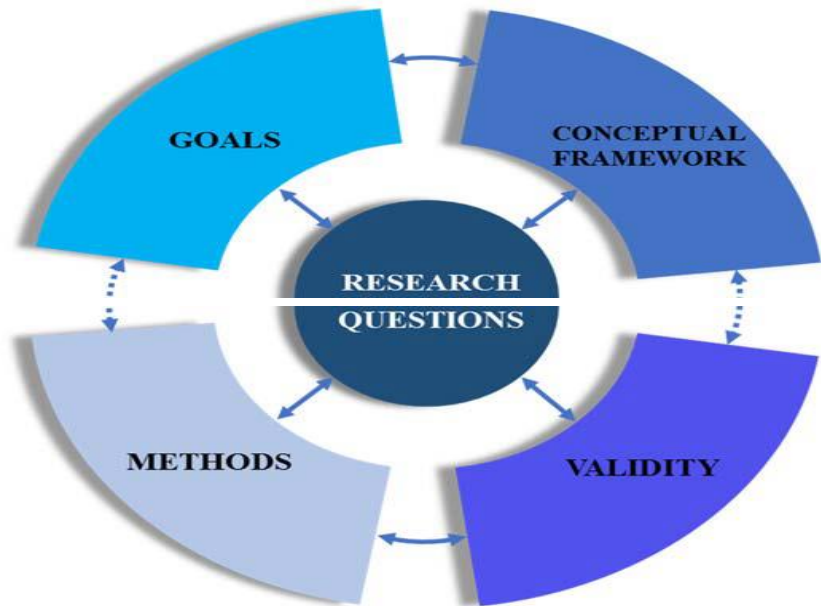 GOALS
CONCEPTUAL
FRAMEWORK
RESEARCH
QUESTIONS
METHODS
VALIDITY